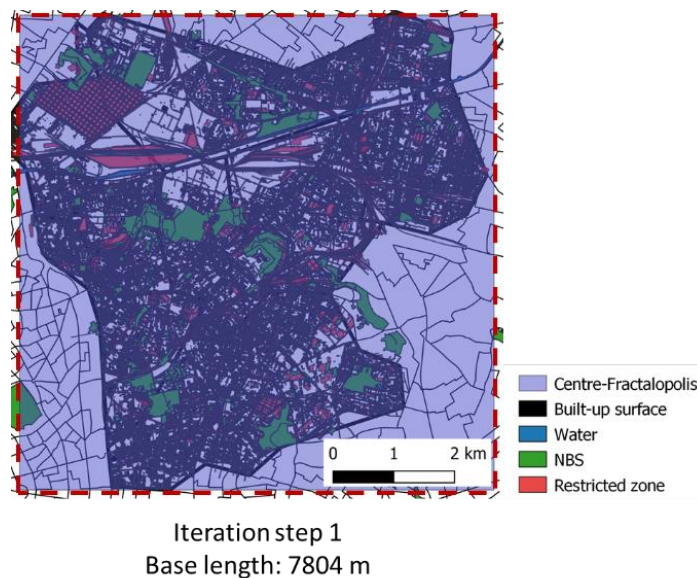 0 1 2 km
Centre-Fractalopolis
Built-up surface
Water
NBS
Restricted zone
Iteration step 1
Base length: 7804 m